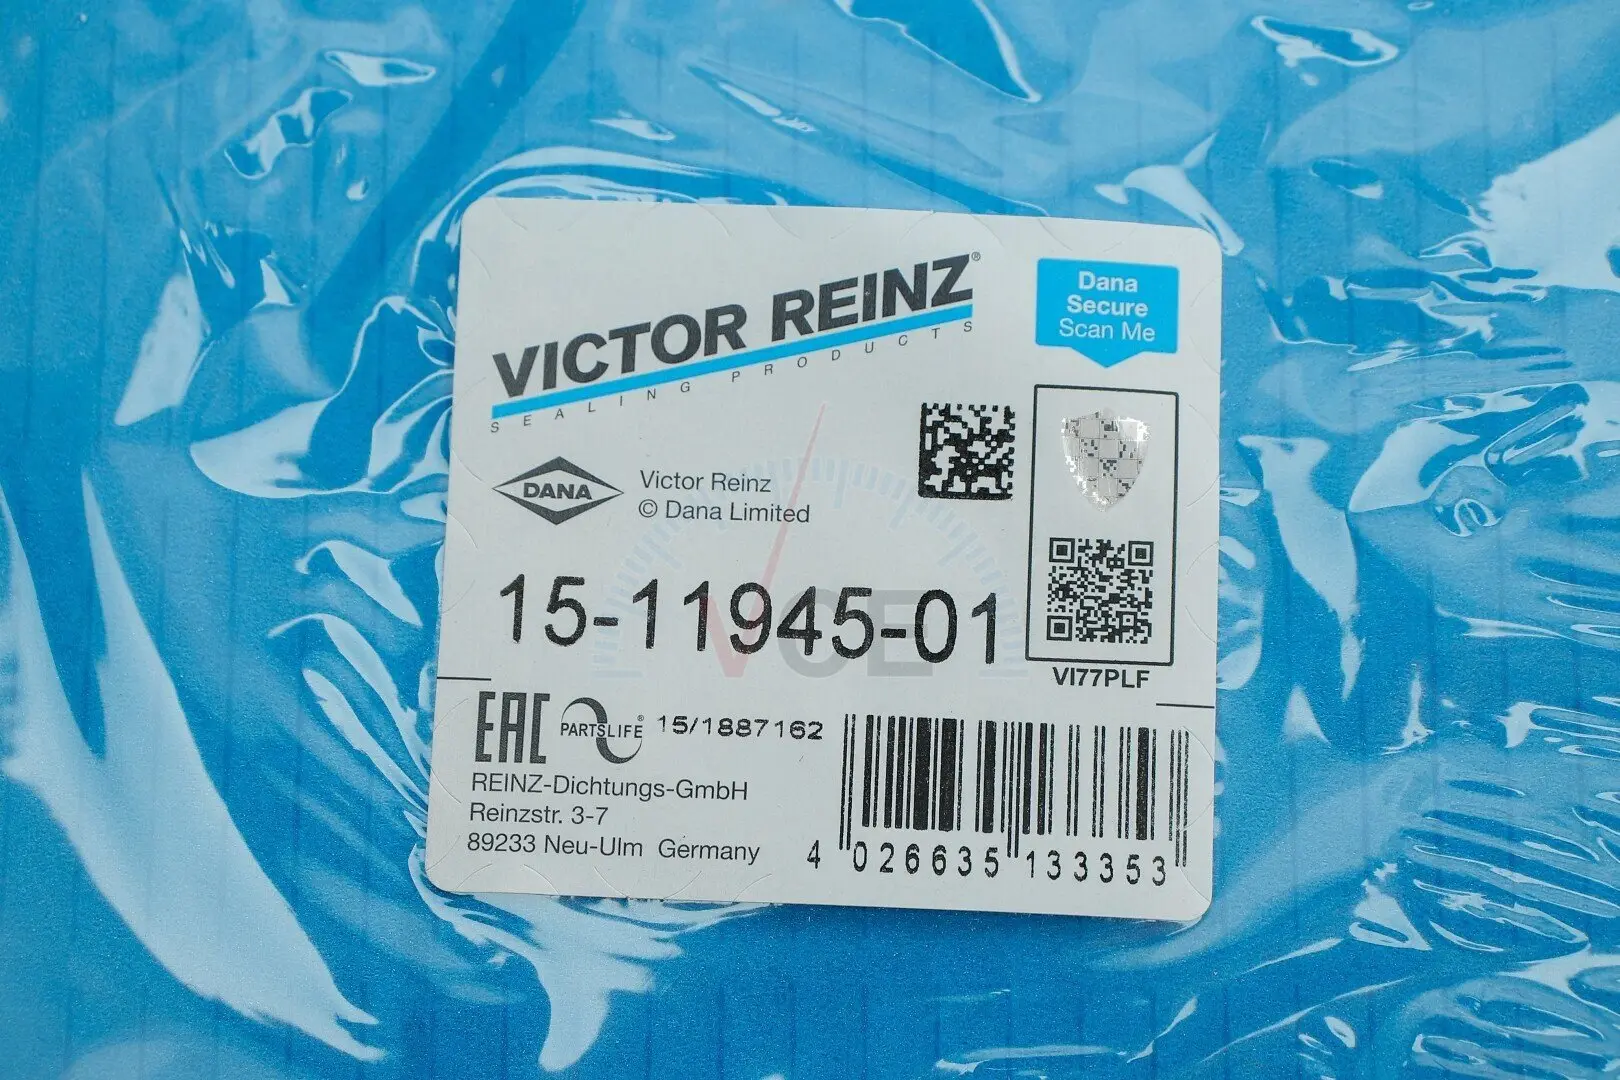 VICTOR REINZ®
SEALING PRODUCTS
Dana
Secure
Scan Me
DANA
Victor Reinz
© Dana Limited
15-11945-01
VCE
VI77PLF
EAC
PARTSLIFE®
15/1887162
REINZ-Dichtungs-GmbH
Reinzstr. 3-7
89233 Neu-Ulm Germany
4 026635 133353